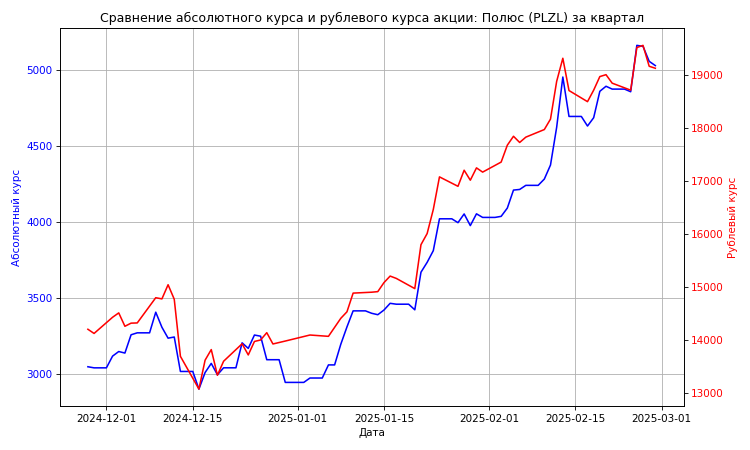 Сравнение абсолютного курса и рублевого курса акции: Полюс (PLZL) за квартал
Абсолютный курс
5000
4500
4000
3500
3000
19000
18000
17000
16000
15000
14000
13000
Рублевый курс
2024-12-01 2024-12-15 2025-01-01 2025-01-15 2025-02-01 2025-02-15 2025-03-01
Дата